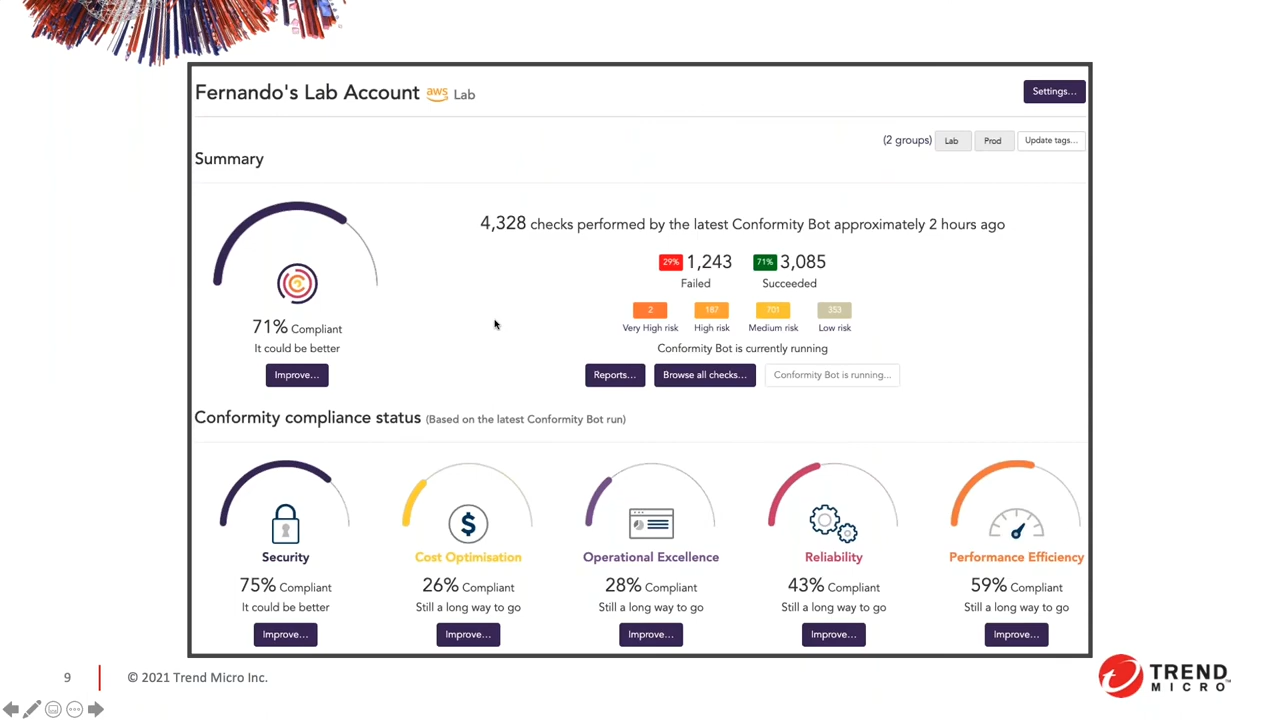 Fernando's Lab Account aws Lab
Settings...
(2 groups) Lab Prod Update tags...
Summary
4,328 checks performed by the latest Conformity Bot approximately 2 hours ago
29% 1,243 71% 3,085
Failed Succeeded
2 187 701 353
Very High risk High risk Medium risk Low risk
71% Compliant
It could be better
Improve...
Conformity Bot is currently running
Reports... Browse all checks... Conformity Bot is running...
Conformity compliance status (Based on the latest Conformity Bot run)
Security Cost Optimisation Operational Excellence Reliability Performance Efficiency
75% Compliant 26% Compliant 28% Compliant 43% Compliant 59% Compliant
It could be better Still a long way to go Still a long way to go Still a long way to go Still a long way to go
Improve... Improve... Improve... Improve... Improve...
9 © 2021 Trend Micro Inc.
TREND
MICRO™